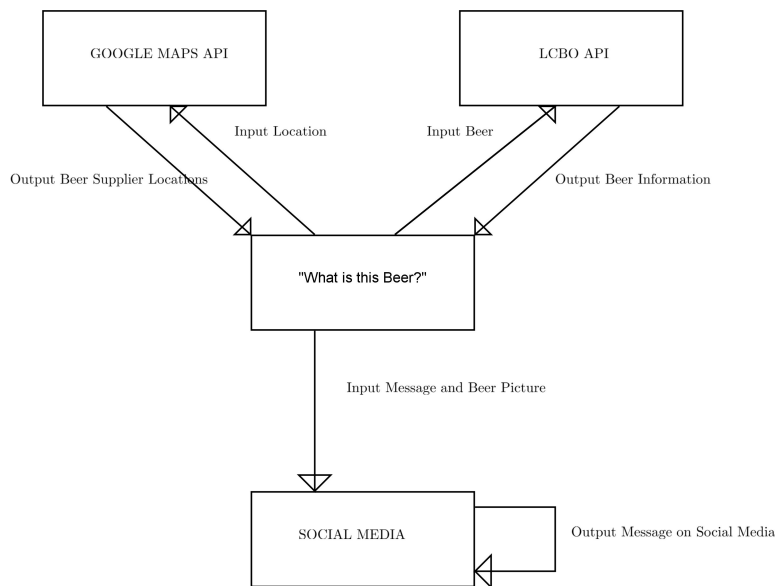 GOOGLE MAPS API
LCBO API
Input Location
Input Beer
Output Beer Supplier Locations
Output Beer Information
"What is this Beer?"
Input Message and Beer Picture
SOCIAL MEDIA
Output Message on Social Media